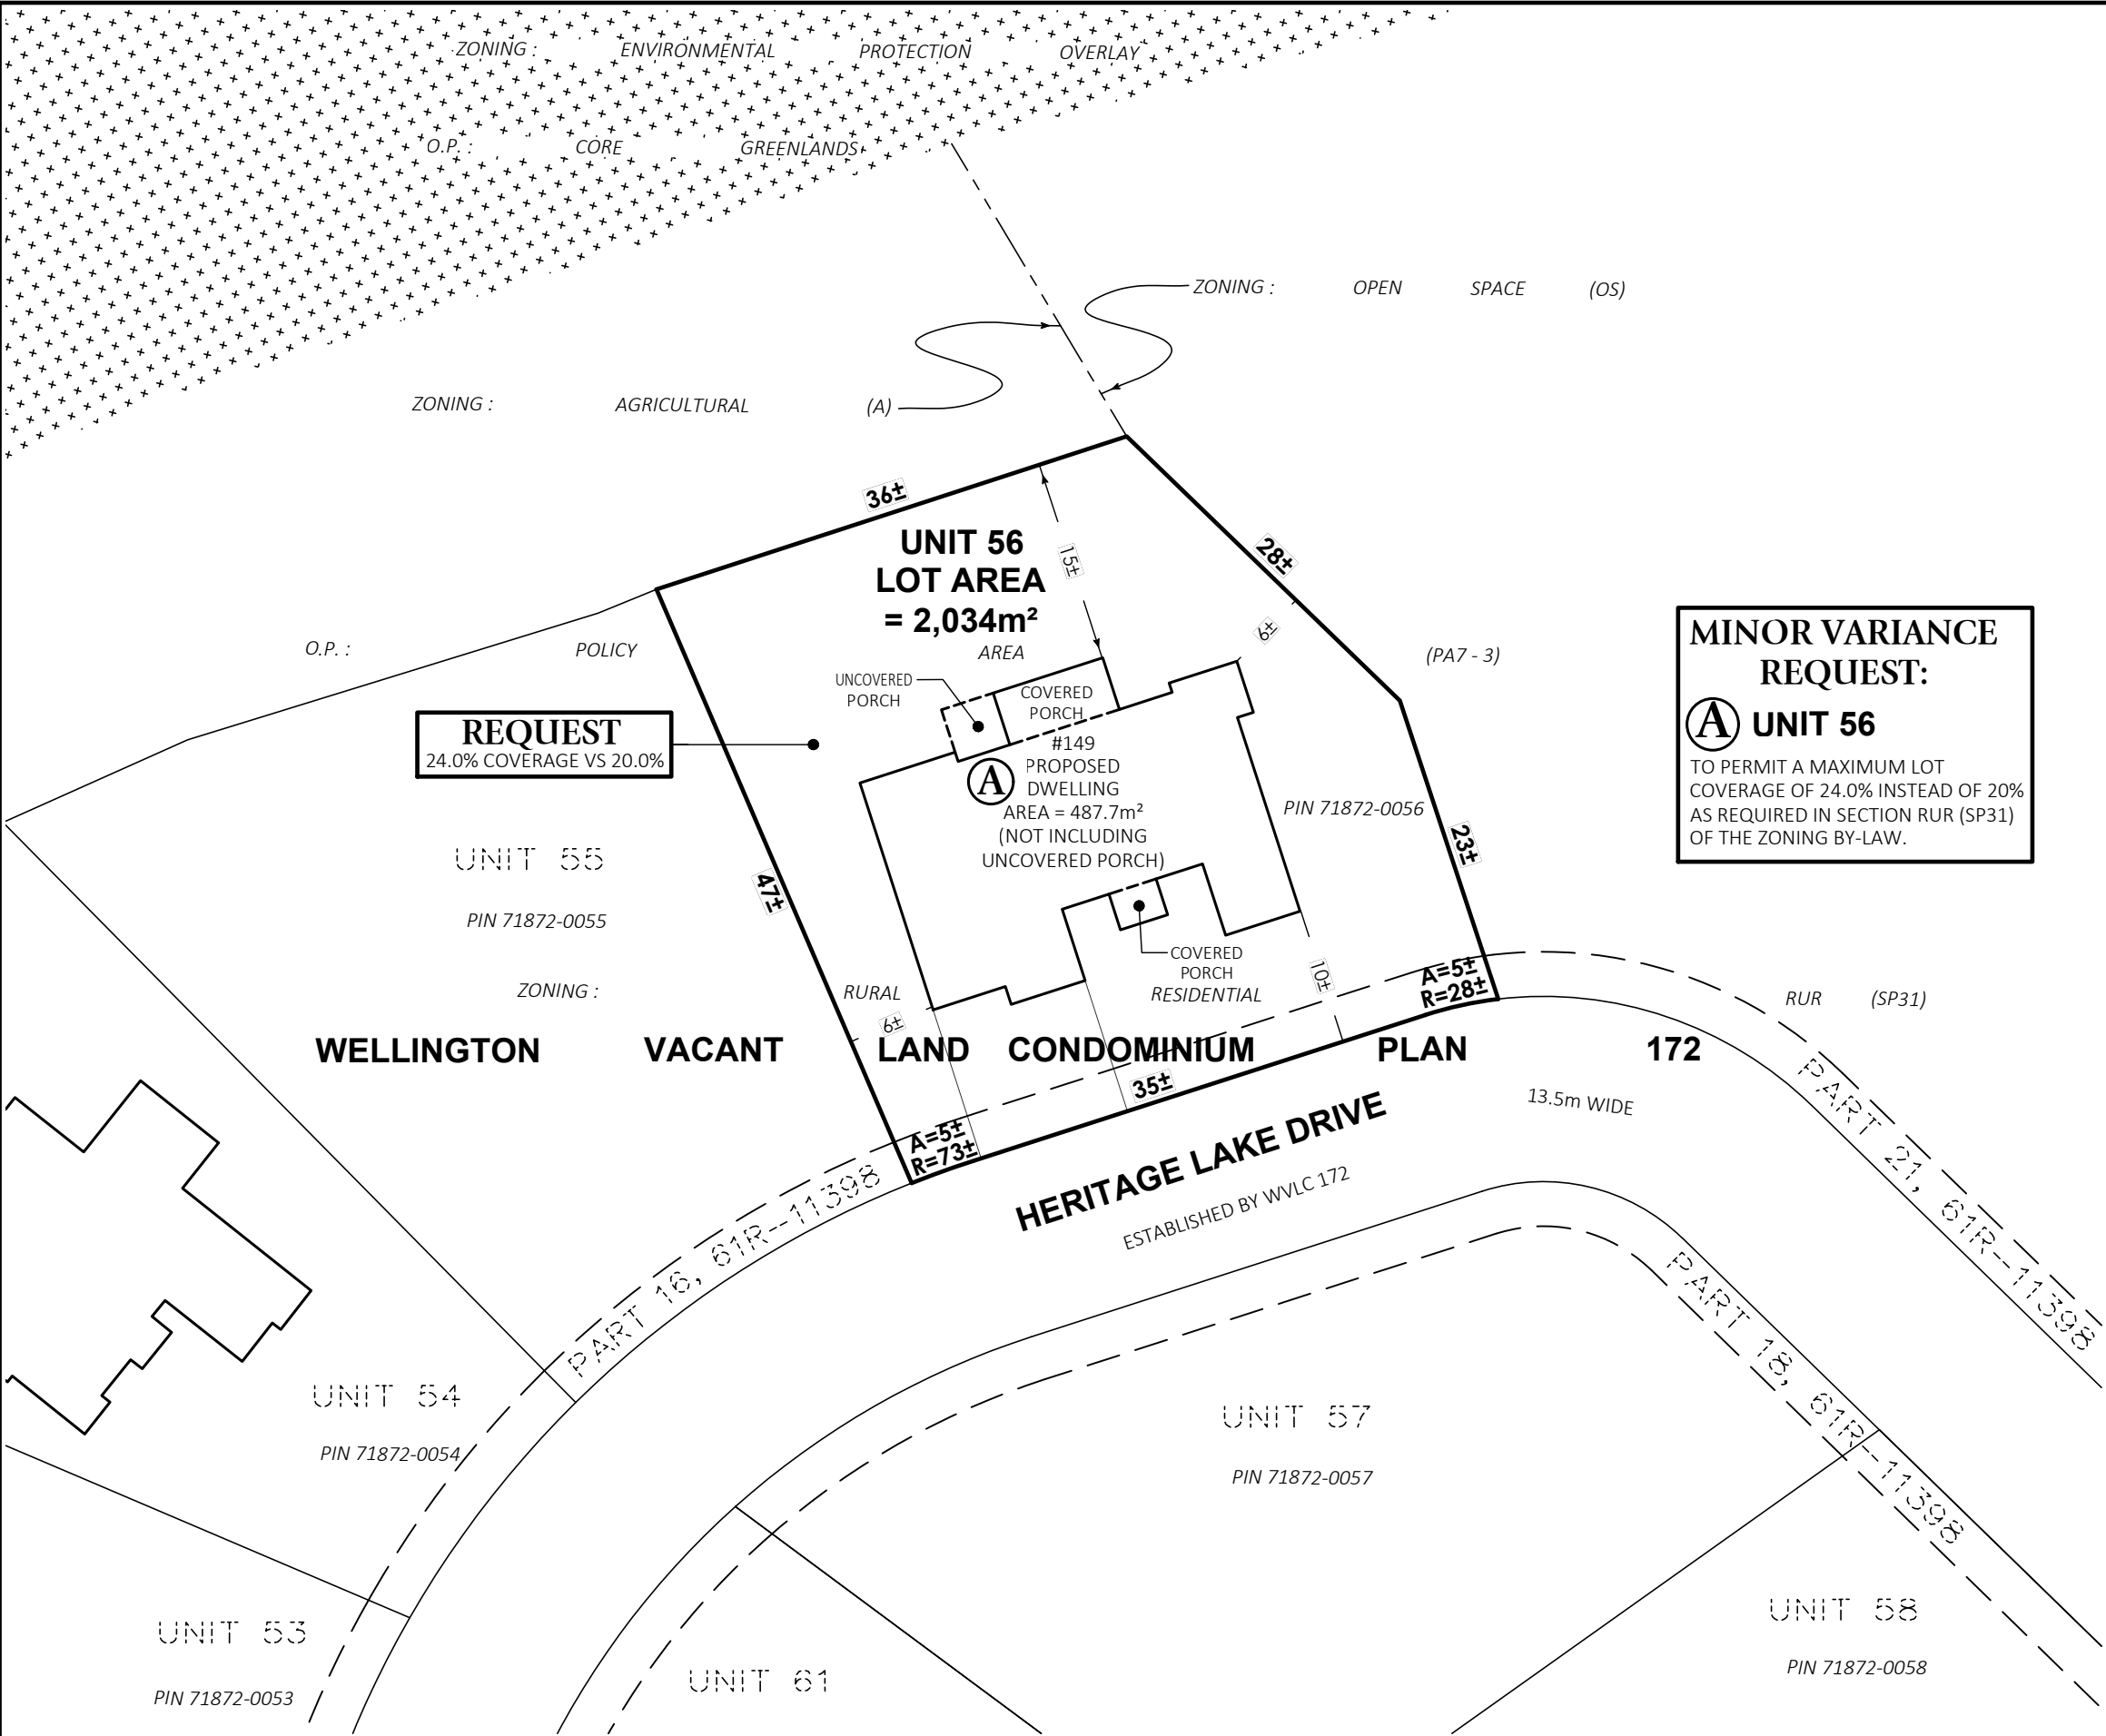 ZONING : ENVIRONMENTAL PROTECTION OVERLAY
O.P. : CORE GREENLANDS
ZONING : OPEN SPACE (OS)
ZONING : AGRICULTURAL (A)
36±
UNIT 56
LOT AREA
= 2,034m²
15±
28±
6±
O.P. : POLICY AREA (PA7 - 3)
UNCOVERED
PORCH
COVERED
PORCH
REQUEST
24.0% COVERAGE VS 20.0%
#149
PROPOSED
DWELLING
AREA = 487.7m²
(NOT INCLUDING
UNCOVERED PORCH)
A
PIN 71872-0056
MINOR VARIANCE
REQUEST:
A UNIT 56
TO PERMIT A MAXIMUM LOT
COVERAGE OF 24.0% INSTEAD OF 20%
AS REQUIRED IN SECTION RUR (SP31)
OF THE ZONING BY-LAW.
UNIT 55
PIN 71872-0055
47±
23±
COVERED
PORCH
10±
A=5±
R=28±
ZONING : RURAL RESIDENTIAL RUR (SP31)
6±
WELLINGTON VACANT LAND CONDOMINIUM PLAN 172
35±
A=5±
R=73±
HERITAGE LAKE DRIVE
ESTABLISHED BY WVLC 172
13.5m WIDE
PART 16, 61R-11398
PART 21, 61R-11398
PART 18, 61R-11398
UNIT 54
PIN 71872-0054
UNIT 57
PIN 71872-0057
UNIT 53
PIN 71872-0053
UNIT 61
UNIT 58
PIN 71872-0058